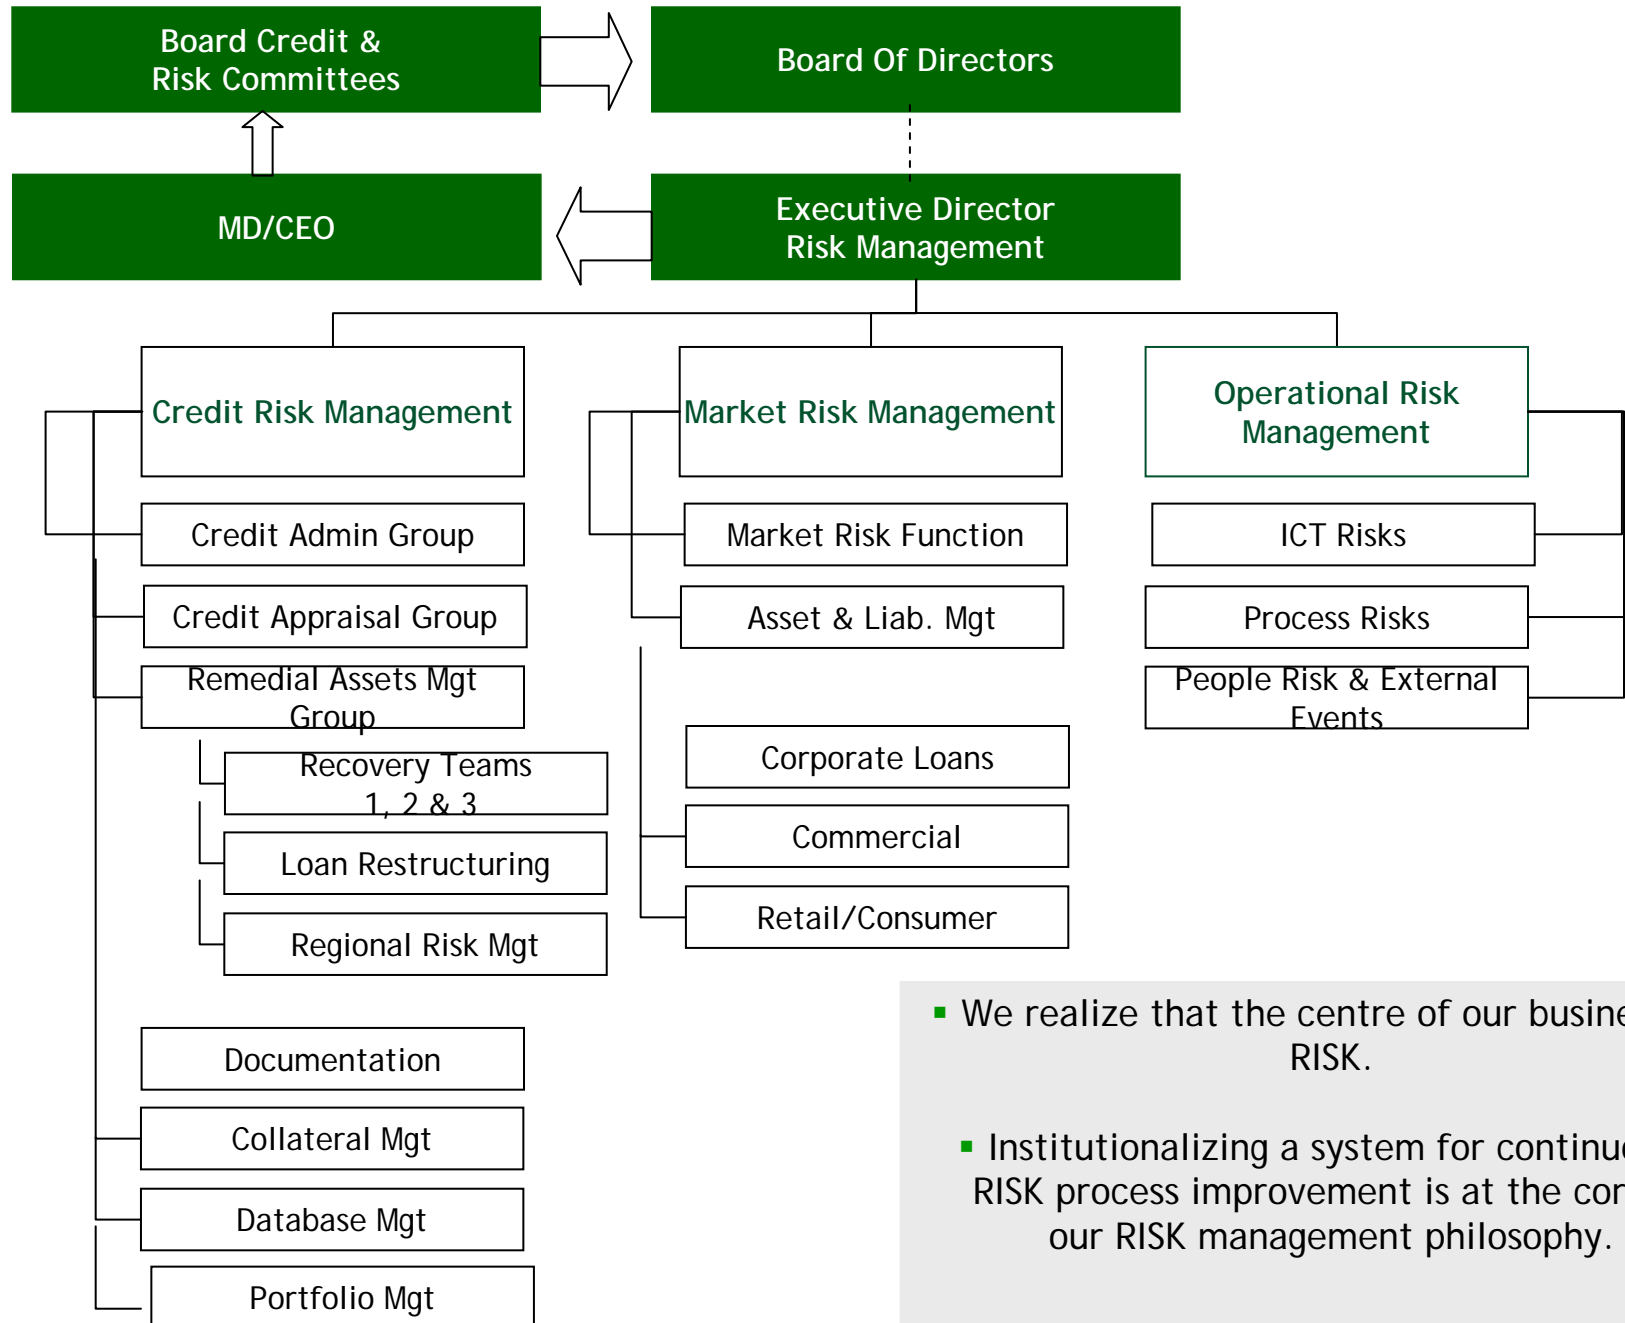 Board Credit &
Risk Committees
Board Of Directors
MD/CEO
Executive Director
Risk Management
Credit Risk Management
Market Risk Management
Operational Risk
Management
Credit Admin Group
Market Risk Function
ICT Risks
Credit Appraisal Group
Asset & Liab. Mgt
Process Risks
Remedial Assets Mgt
Group
People Risk & External
Events
Recovery Teams
1, 2 & 3
Corporate Loans
Loan Restructuring
Commercial
Regional Risk Mgt
Retail/Consumer
Documentation
Collateral Mgt
Database Mgt
Portfolio Mgt
▪ We realize that the centre of our
RISK.
▪ Institutionalizing a system for
RISK process improvement is at the
our RISK management philosophy.